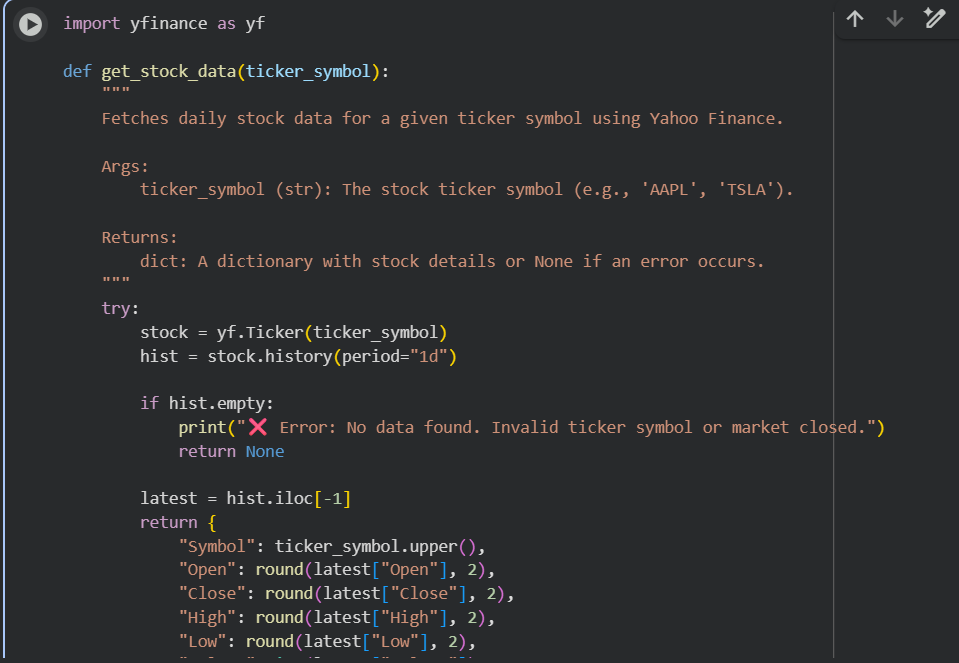 import yfinance as yf
def get_stock_data(ticker_symbol):
"""
Fetches daily stock data for a given ticker symbol using Yahoo Finance.
Args:
ticker_symbol (str): The stock ticker symbol (e.g., 'AAPL', 'TSLA').
Returns:
dict: A dictionary with stock details or None if an error occurs.
"""
try:
stock = yf.Ticker(ticker_symbol)
hist = stock.history(period="1d")
if hist.empty:
print("❌ Error: No data found. Invalid ticker symbol or market closed.")
return None
latest = hist.iloc[-1]
return {
"Symbol": ticker_symbol.upper(),
"Open": round(latest["Open"], 2),
"Close": round(latest["Close"], 2),
"High": round(latest["High"], 2),
"Low": round(latest["Low"], 2),